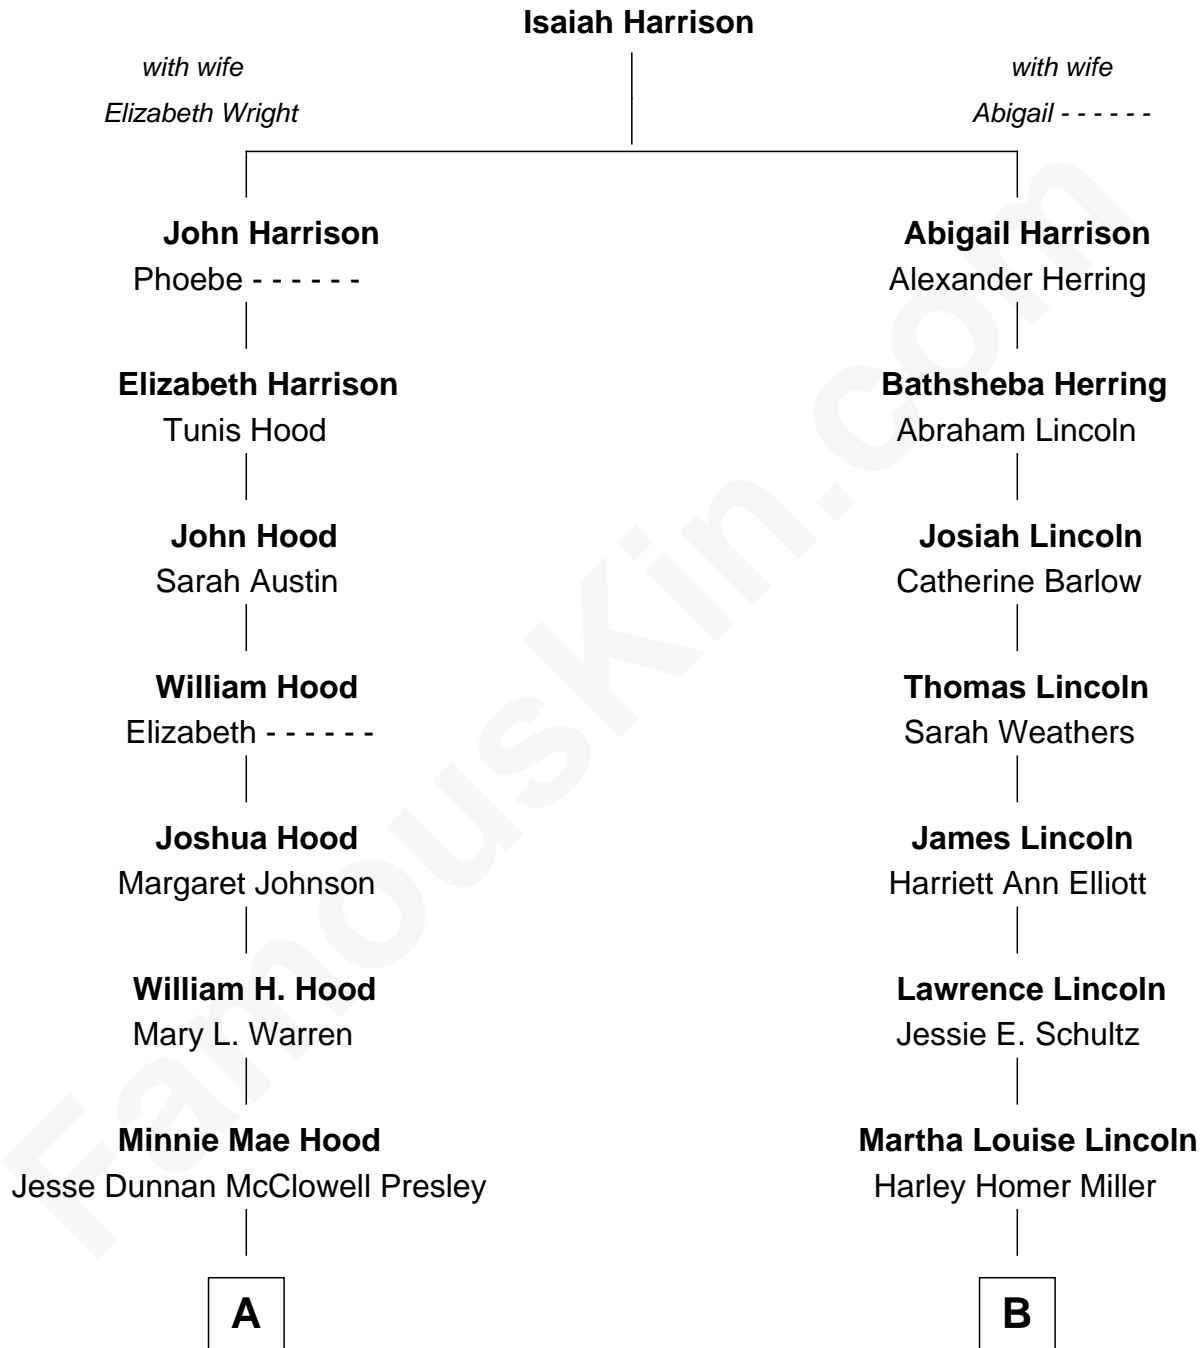 Isaiah Harrison
with wife
Elizabeth Wright
with wife
Abigail - - - - - -
John Harrison
Phoebe - - - - - -
Abigail Harrison
Alexander Herring
Elizabeth Harrison
Tunis Hood
Bathsheba Herring
Abraham Lincoln
John Hood
Sarah Austin
Josiah Lincoln
Catherine Barlow
William Hood
Elizabeth - - - - - -
Thomas Lincoln
Sarah Weathers
Joshua Hood
Margaret Johnson
James Lincoln
Harriett Ann Elliott
William H. Hood
Mary L. Warren
Lawrence Lincoln
Jessie E. Schultz
Minnie Mae Hood
Jesse Dunnan McClowell Presley
Martha Louise Lincoln
Harley Homer Miller
A
B
FamousKin.com